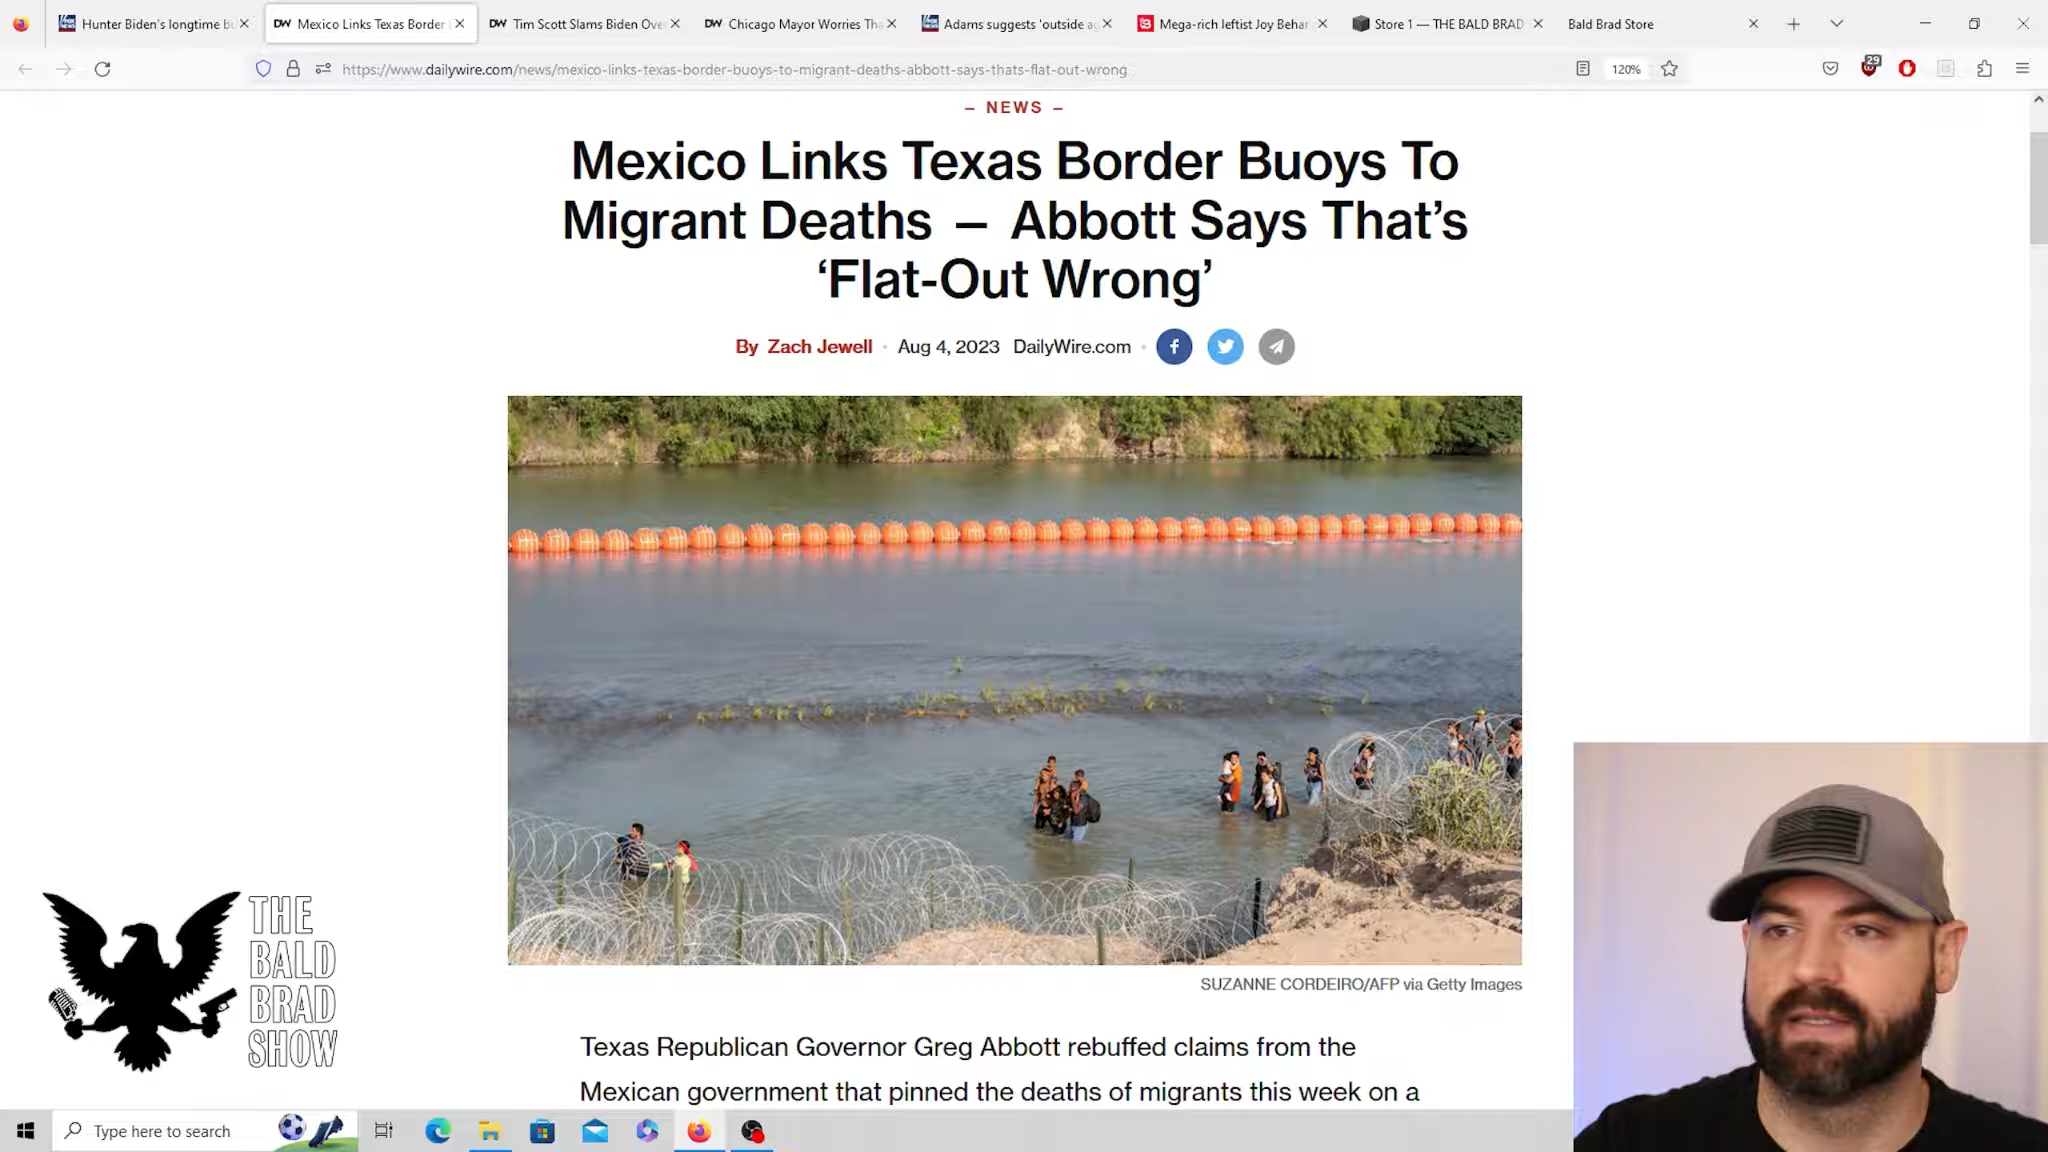 Hunter Biden's longtime bu
Mexico Links Texas Border
Tim Scott Slams Biden Ove
Chicago Mayor Worries Tha
Adams suggests 'outside ag
Mega-rich leftist Joy Behar
Store 1 — THE BALD BRAD
Bald Brad Store
https://www.dailywire.com/news/mexico-links-texas-border-buoys-to-migrant-deaths-abbott-says-thats-flat-out-wrong
120%
29
– NEWS –
Mexico Links Texas Border Buoys To
Migrant Deaths — Abbott Says That's
'Flat-Out Wrong'
By Zach Jewell • Aug 4, 2023 DailyWire.com
SUZANNE CORDEIRO/AFP via Getty Images
THE
BALD
BRAD
SHOW
Texas Republican Governor Greg Abbott rebuffed claims from the
Mexican government that pinned the deaths of migrants this week on a
Type here to search